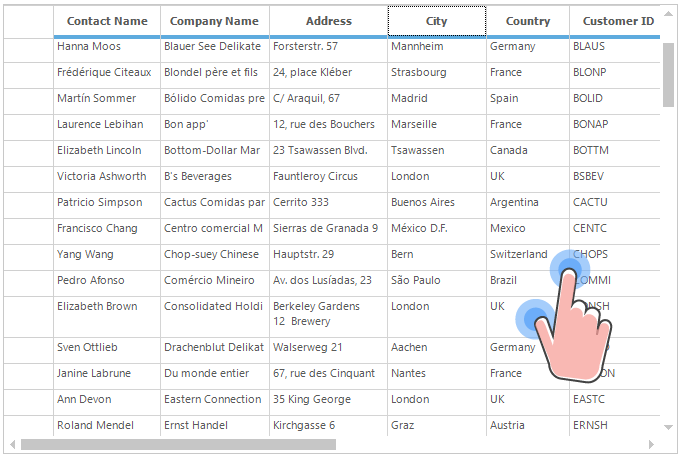 Contact Name Company Name Address City Country Customer ID
Hanna Moos Blauer See Delikate Forsterstr. 57 Mannheim Germany BLAUS
Frédérique Citeaux Blondel père et fils 24, place Kléber Strasbourg France BLONP
Martín Sommer Bólido Comidas pre C/ Araquil, 67 Madrid Spain BOLID
Laurence Lebihan Bon app' 12, rue des Bouchers Marseille France BONAP
Elizabeth Lincoln Bottom-Dollar Mar 23 Tsawassen Blvd. Tsawassen Canada BOTTM
Victoria Ashworth B's Beverages Fauntleroy Circus London UK BSBEV
Patricio Simpson Cactus Comidas par Cerrito 333 Buenos Aires Argentina CACTU
Francisco Chang Centro comercial M Sierras de Granada 9 México D.F. Mexico CENTC
Yang Wang Chop-suey Chinese Hauptstr. 29 Bern Switzerland CHOPS
Pedro Afonso Comércio Mineiro Av. dos Lusíadas, 23 São Paulo Brazil COMMI
Elizabeth Brown Consolidated Holdi Berkeley Gardens London UK
12 Brewery
Sven Ottlieb Drachenblut Delikat Walserweg 21 Aachen Germany
Janine Labrune Du monde entier 67, rue des Cinquant Nantes France
Ann Devon Eastern Connection 35 King George London UK EASTC
Roland Mendel Ernst Handel Kirchgasse 6 Graz Austria ERNSH